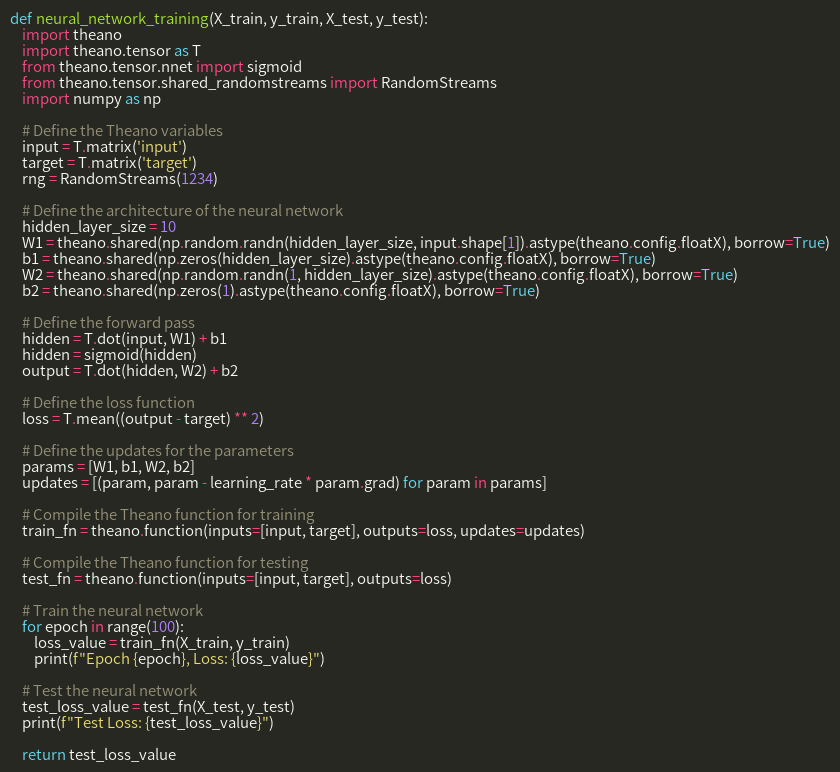 def neural_network_training(X_train, y_train, X_test, y_test):
    import theano
    import theano.tensor as T
    from theano.tensor.nnet import sigmoid
    from theano.tensor.shared_randomstreams import RandomStreams
    import numpy as np

    # Define the Theano variables
    input = T.matrix('input')
    target = T.matrix('target')
    rng = RandomStreams(1234)

    # Define the architecture of the neural network
    hidden_layer_size = 10
    W1 = theano.shared(np.random.randn(hidden_layer_size, input.shape[1]).astype(theano.config.floatX), borrow=True)
    b1 = theano.shared(np.zeros(hidden_layer_size).astype(theano.config.floatX), borrow=True)
    W2 = theano.shared(np.random.randn(1, hidden_layer_size).astype(theano.config.floatX), borrow=True)
    b2 = theano.shared(np.zeros(1).astype(theano.config.floatX), borrow=True)

    # Define the forward pass
    hidden = T.dot(input, W1) + b1
    hidden = sigmoid(hidden)
    output = T.dot(hidden, W2) + b2

    # Define the loss function
    loss = T.mean((output - target) ** 2)

    # Define the updates for the parameters
    params = [W1, b1, W2, b2]
    updates = [(param, param - learning_rate * param.grad) for param in params]

    # Compile the Theano function for training
    train_fn = theano.function(inputs=[input, target], outputs=loss, updates=updates)

    # Compile the Theano function for testing
    test_fn = theano.function(inputs=[input, target], outputs=loss)

    # Train the neural network
    for epoch in range(100):
        loss_value = train_fn(X_train, y_train)
        print(f"Epoch {epoch}, Loss: {loss_value}")

    # Test the neural network
    test_loss_value = test_fn(X_test, y_test)
    print(f"Test Loss: {test_loss_value}")

    return test_loss_value